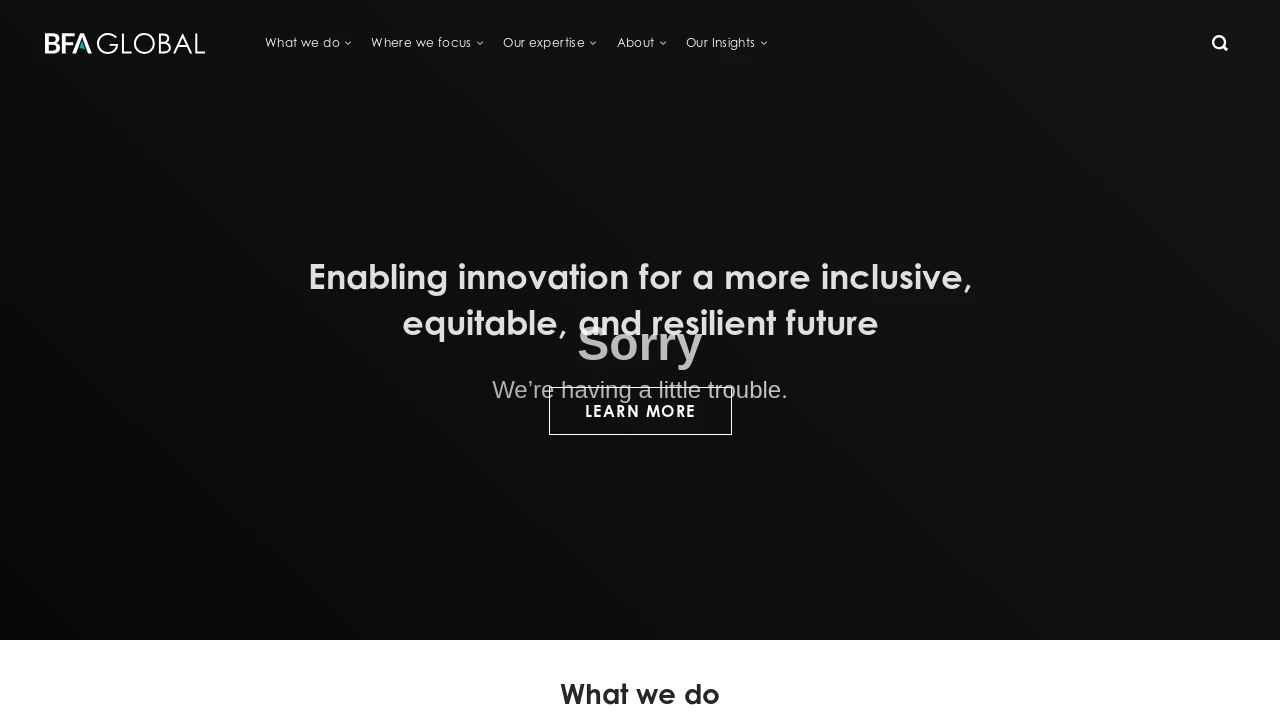 BFA GLOBAL
What we do
Where we focus
Our expertise
About
Our Insights
Enabling innovation for a more inclusive,
equitable, and resilient future
Sorry
We’re having a little trouble.
LEARN MORE
What we do